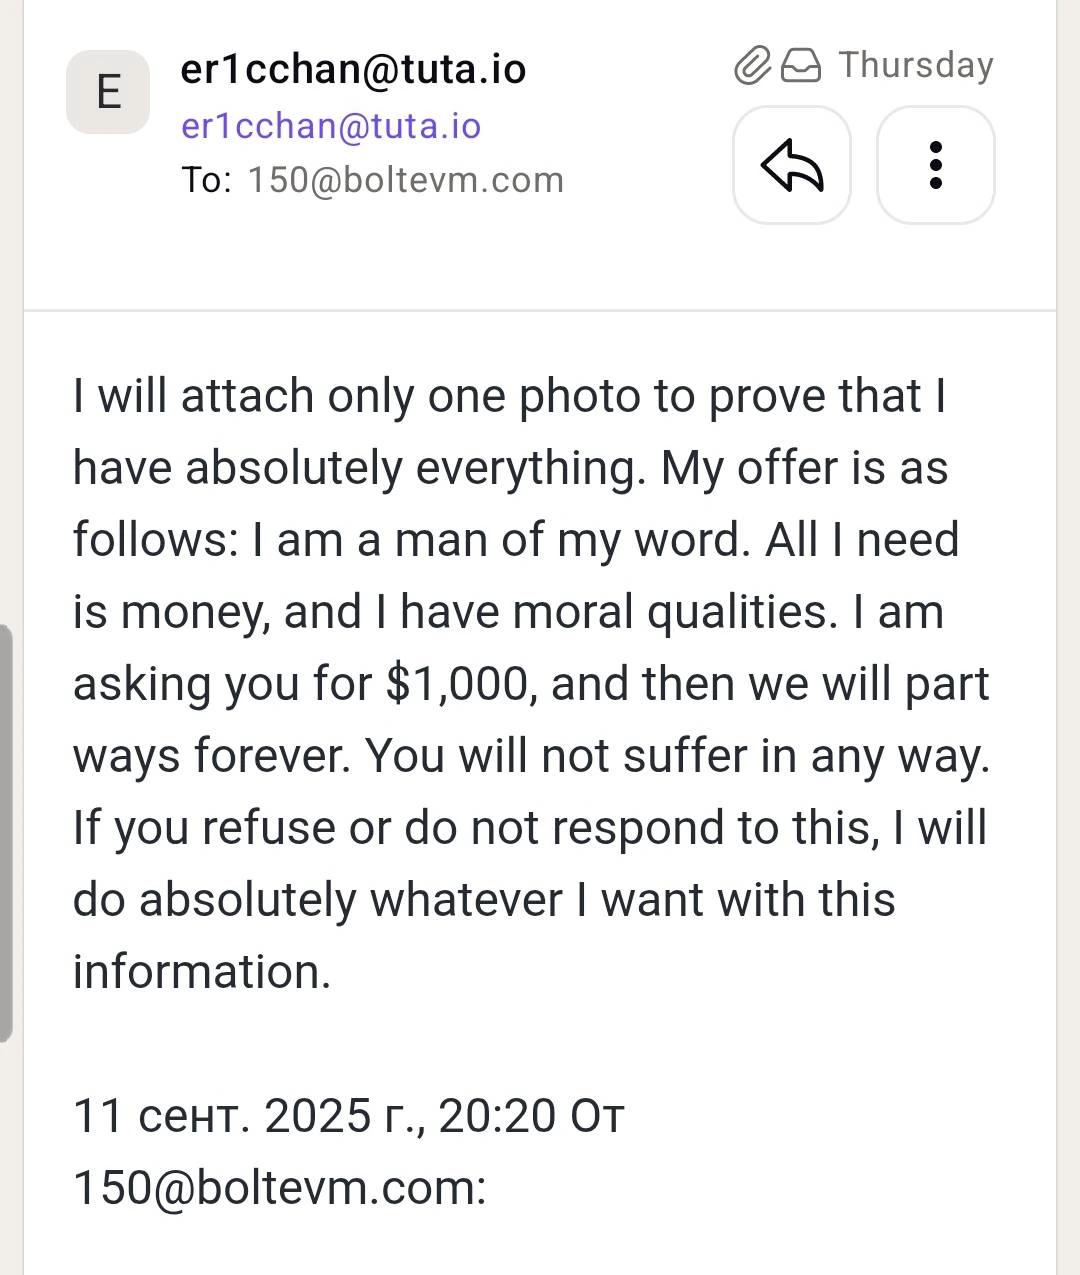 E
er1cchan@tuta.io
Thursday
er1cchan@tuta.io
To: 150@boltevm.com
I will attach only one photo to prove that I
have absolutely everything. My offer is as
follows: I am a man of my word. All I need
is money, and I have moral qualities. I am
asking you for $1,000, and then we will part
ways forever. You will not suffer in any way.
If you refuse or do not respond to this, I will
do absolutely whatever I want with this
information.
11 сент. 2025 г., 20:20 От
150@boltevm.com: